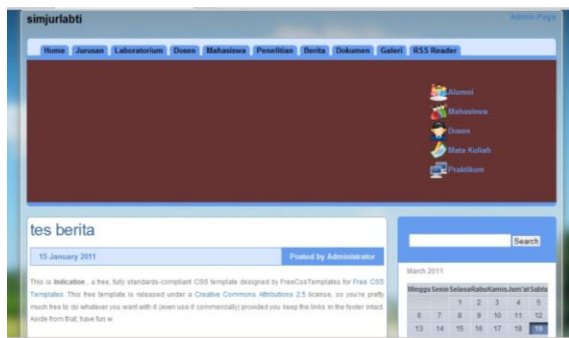 simjurlabti
Admin Page
Home Jurusan Laboratorium Dosen Mahasiswa Penelitian Berita Dokumen Galeri RSS Reader
Alumni
Mahasiswa
Dosen
Mata Kuliah
Praktikum
tes berita
15 January 2011 Posted by Administrator
This is Indication , a free, fully standards-compliant CSS template designed by FreeCssTemplates for Free CSS
Templates. This free template is released under a Creative Commons Attributions 2.5 license, so you're pretty
much free to do whatever you want with it (even use it commercially) provided you keep the links in the footer intact.
Aside from that, have fun w
Search
March 2011
Minggu Senin Selasa Rabu Kamis Jum'at Sabtu
1 2 3 4 5
6 7 8 9 10 11 12
13 14 15 16 17 18 19